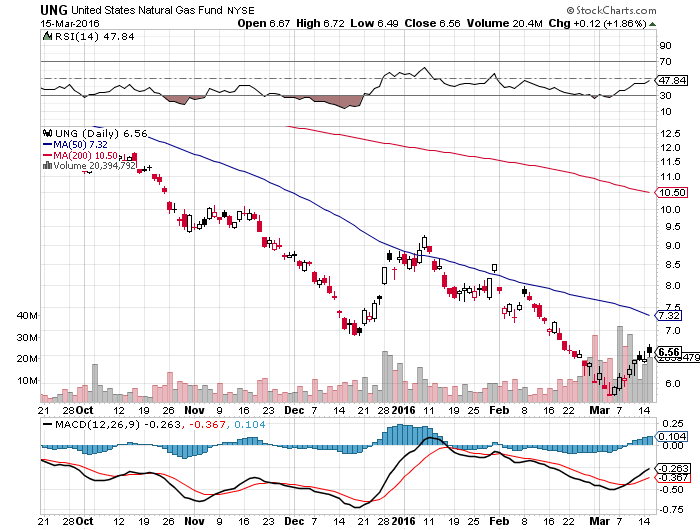 UNG United States Natural Gas Fund NYSE © StockCharts.com
15-Mar-2016 Open 6.67 High 6.72 Low 6.49 Close 6.56 Volume 20.4M Chg +0.12 (+1.86%)
RSI(14) 47.84
90
70
50
47.84
30
10
UNG (Daily) 6.56
MA(50) 7.32
MA(200) 10.50
Volume 20,394,792
12.5
12.0
11.5
11.0
10.50
10.0
9.5
9.0
8.5
8.0
7.5
7.32
6.56
6.0
40M
30M
20M
10M
21 28 Oct 12 19 26 Nov 9 16 23 Dec 7 14 21 28 2016 11 19 25 Feb 8 16 22 Mar 7 14
MACD(12,26,9) -0.263, -0.367, 0.104
0.25
0.104
0.00
-0.263
-0.367
-0.50
-0.75
21 28 Oct 12 19 26 Nov 9 16 23 Dec 7 14 21 28 2016 11 19 25 Feb 8 16 22 Mar 7 14